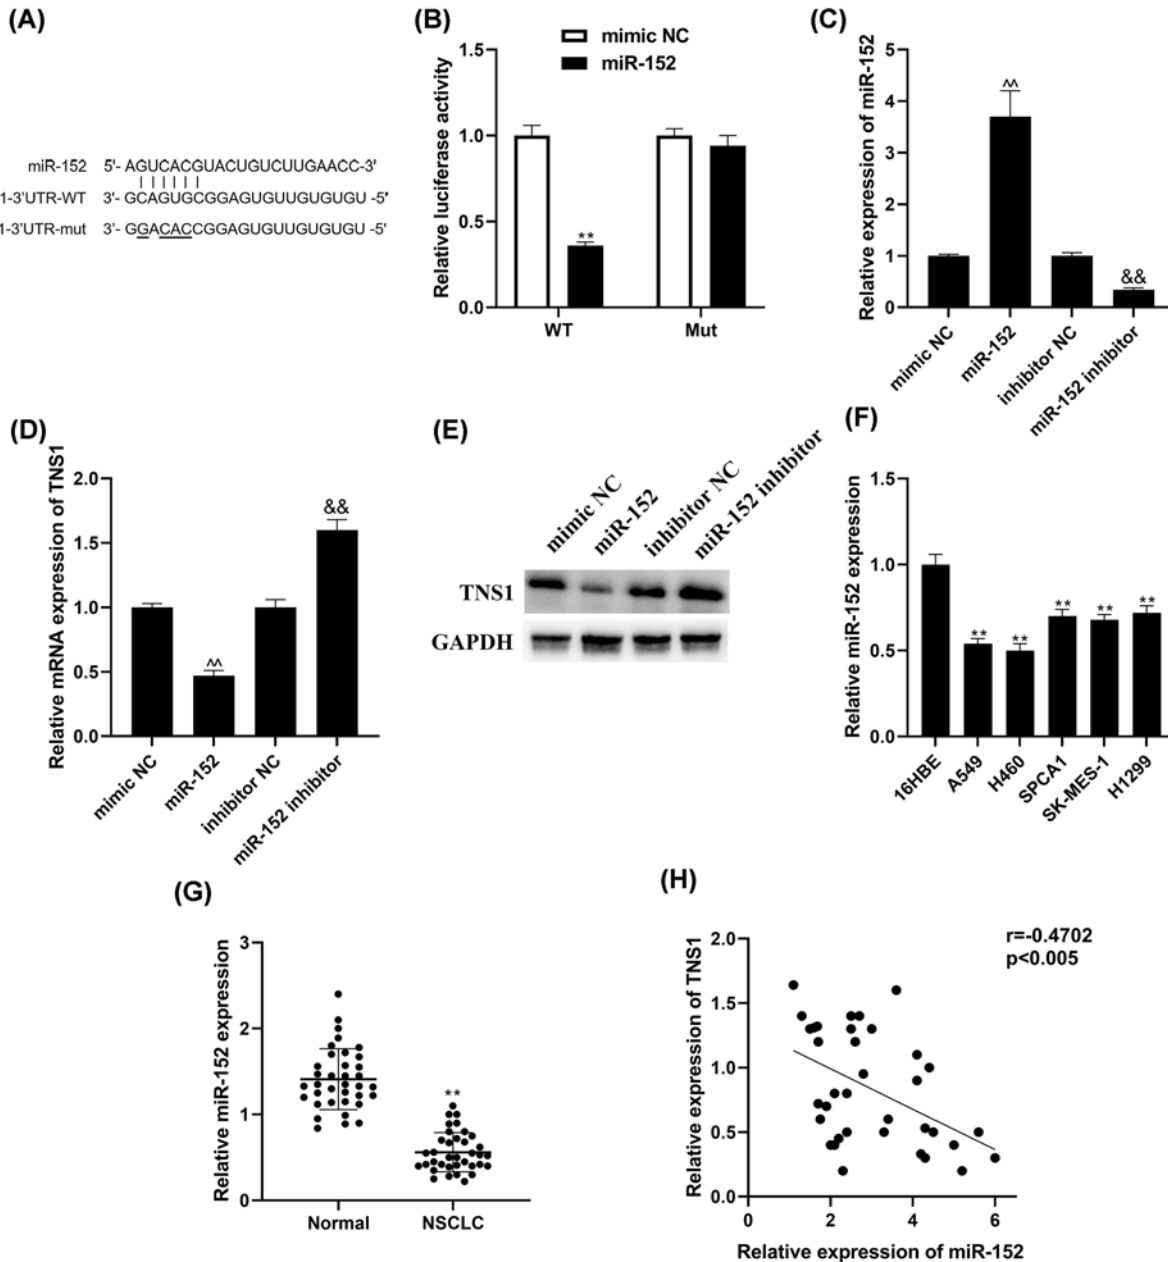 (A)
miR-152 5'- AGUCACGUACUGUCUUGAACC-3'
1-3'UTR-WT 3'- GCAGUGCGGAGUGUUGUGUGU -5'
1-3'UTR-mut 3'- GGACACCGGAGUGUUGUGUGU -5'
(B)
mimic NC
miR-152
Relative luciferase activity
1.5
1.0
0.5
0.0
WT Mut
**
(C)
Relative expression of miR-152
5
4
3
2
1
0
^^
&&
mimic NC
miR-152
inhibitor NC
miR-152 inhibitor
(D)
Relative mRNA expression of TNS1
2.0
1.5
1.0
0.5
0.0
^^
&&
mimic NC
miR-152
inhibitor NC
miR-152 inhibitor
(E)
mimic NC
miR-152
inhibitor NC
miR-152 inhibitor
TNS1
GAPDH
(F)
Relative miR-152 expression
1.5
1.0
0.5
0.0
** ** ** ** **
16HBE
A549
H460
SPCA1
SK-MES-1
H1299
(G)
Relative miR-152 expression
3
2
1
0
**
Normal NSCLC
(H)
r=-0.4702
p<0.005
Relative expression of TNS1
2.0
1.5
1.0
0.5
0.0
0 2 4 6
Relative expression of miR-152